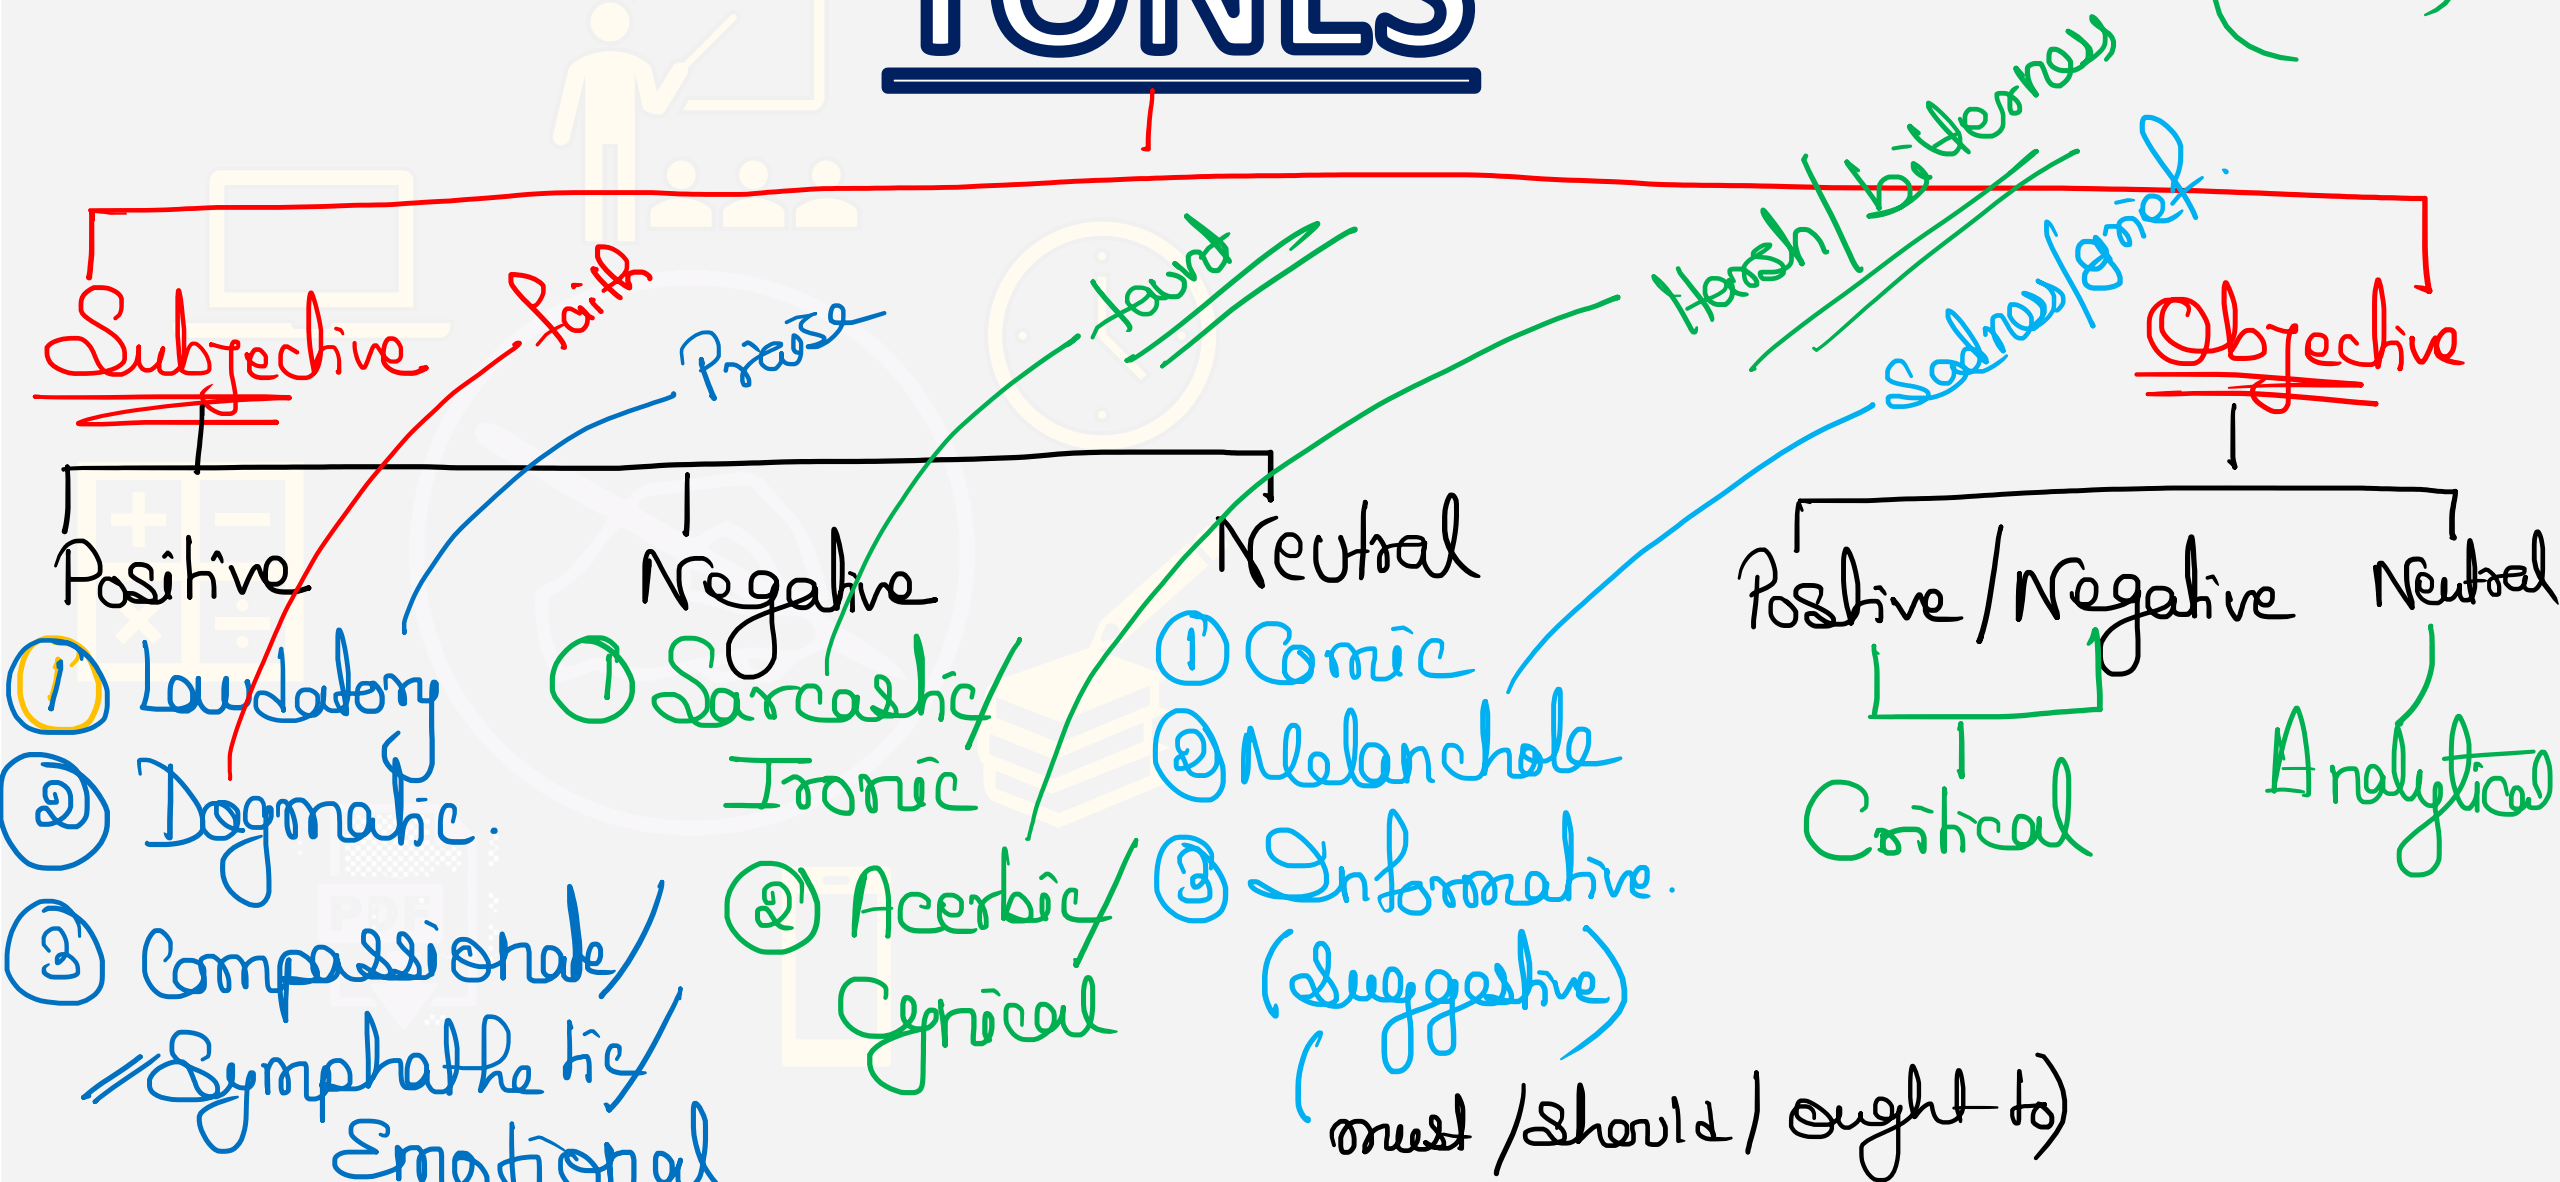 TONES
Harsh/bitterness
Sadness/grief.
faith
Praise
taunt
Subjective
Objective
Positive
Negative
Neutral
Positive/Negative
Neutral
① Laudatory
① Sarcastic/
Ironic
① Comic
② Dogmatic.
② Melanchole
Critical
Analytical
③ Compassionate/
② Acerbic/
Cynical
③ Informative.
(Suggestive)
// Symphathetic/
Emotional
(must/should/ought to)
PDF